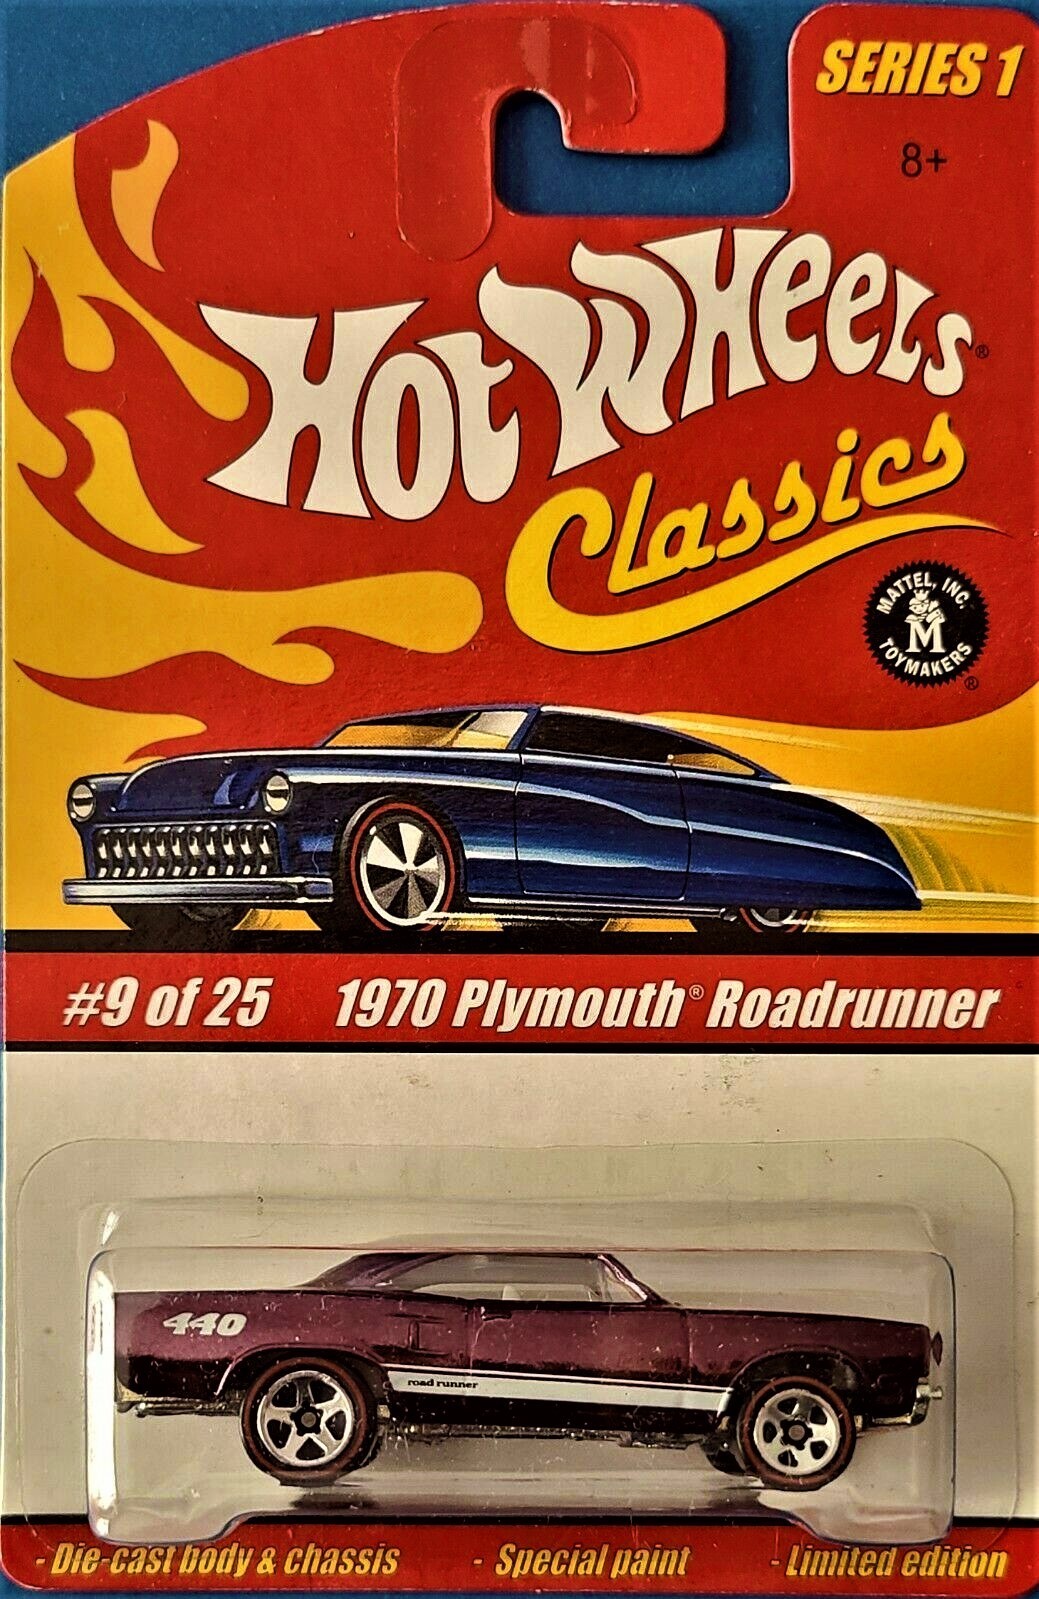 SERIES 1
8+
HOT WHEELS®
Classics
MATTEL, INC.
M
TOYMAKERS
®
#9 of 25 1970 Plymouth® Roadrunner
440
road runner
- Die-cast body & chassis - Special paint - Limited edition